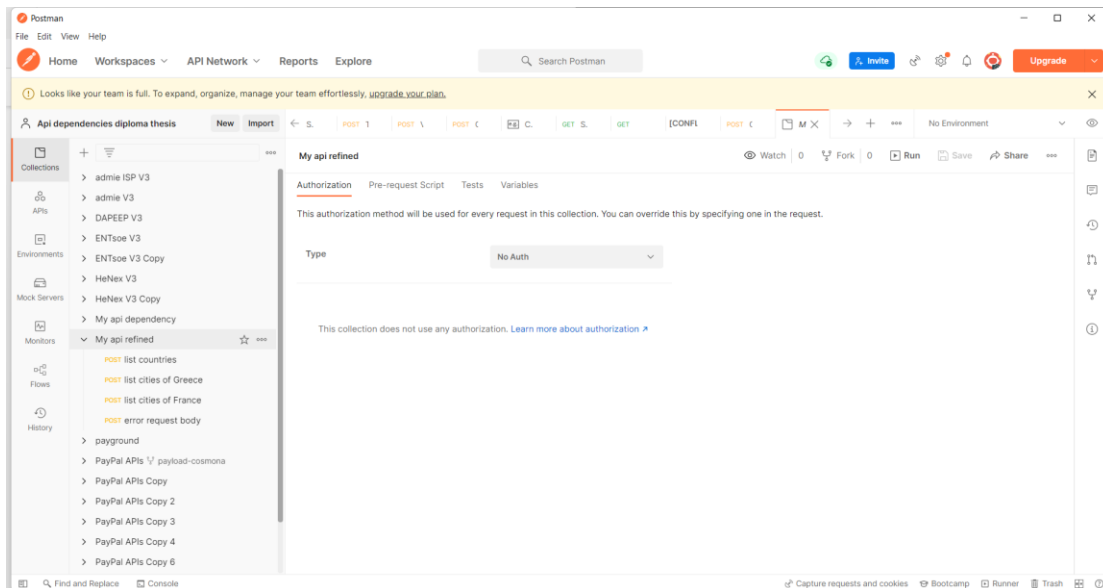 Postman
File Edit View Help
Home Workspaces API Network Reports Explore Search Postman Invite Upgrade
Looks like your team is full. To expand, organize, manage your team effortlessly, upgrade your plan.
Api dependencies diploma thesis New Import S. POST POST POST C. GET S. GET [CONFL POST M No Environment
Collections
APIs
Environments
Mock Servers
Monitors
Flows
History
admie ISP V3
admie V3
DAPEEP V3
ENTsoe V3
ENTsoe V3 Copy
HeNex V3
HeNex V3 Copy
My api dependency
My api refined
POST list countries
POST list cities of Greece
POST list cities of France
POST error request body
payground
PayPal APIs payload-cosmona
PayPal APIs Copy
PayPal APIs Copy 2
PayPal APIs Copy 3
PayPal APIs Copy 4
PayPal APIs Copy 6
My api refined Watch 0 Fork 0 Run Save Share
Authorization Pre-request Script Tests Variables
This authorization method will be used for every request in this collection. You can override this by specifying one in the request.
Type No Auth
This collection does not use any authorization. Learn more about authorization
Find and Replace Console Capture requests and cookies Bootcamp Runner Trash